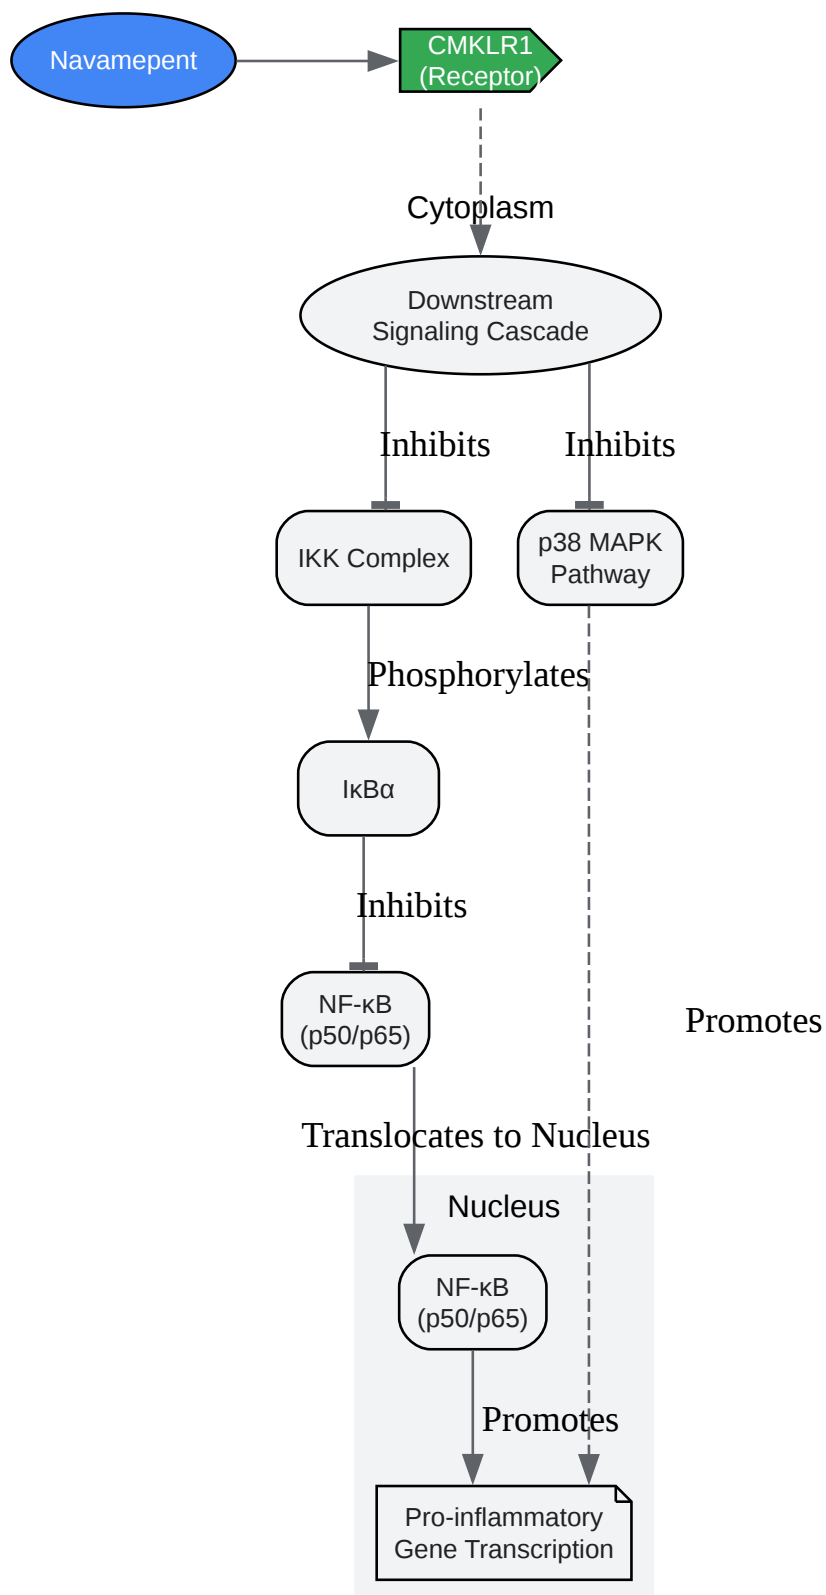 Navamepent
CMKLR1
(Receptor)
Cytoplasm
Downstream
Signaling Cascade
Inhibits
Inhibits
IKK Complex
p38 MAPK
Pathway
Phosphorylates
IκBα
Inhibits
NF-κB
(p50/p65)
Promotes
Translocates to Nucleus
Nucleus
NF-κB
(p50/p65)
Promotes
Pro-inflammatory
Gene Transcription